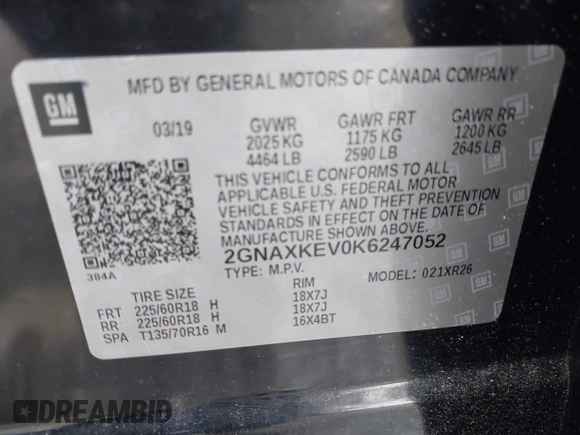 GM
MFD BY GENERAL MOTORS OF CANADA COMPANY
03/19 GVWR GAWR FRT GAWR RR
2025 KG 1175 KG 1200 KG
4464 LB 2590 LB 2645 LB
THIS VEHICLE CONFORMS TO ALL
APPLICABLE U.S. FEDERAL MOTOR
VEHICLE SAFETY AND THEFT PREVENTION
STANDARDS IN EFFECT ON THE DATE OF
MANUFACTURE SHOWN ABOVE.
2GNAXKEV0K6247052
384A TYPE: M.P.V. MODEL: 021XR26
TIRE SIZE RIM
FRT 225/60R18 H 18X7J
RR 225/60R18 H 18X7J
SPA T135/70R16 M 16X4BT
DREAMBID